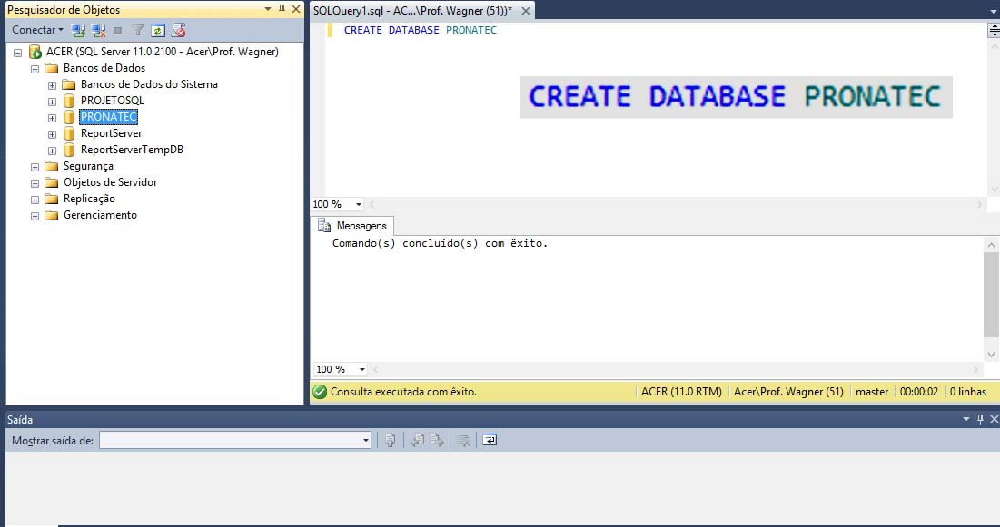 Pesquisador de Objetos
Conectar
ACER (SQL Server 11.0.2100 - Acer\Prof. Wagner)
Bancos de Dados
Bancos de Dados do Sistema
PROJETOSQL
PRONATEC
ReportServer
ReportServerTempDB
Segurança
Objetos de Servidor
Replicação
Gerenciamento
SQLQuery1.sql - AC...\Prof. Wagner (51))*
CREATE DATABASE PRONATEC
CREATE DATABASE PRONATEC
100 %
Mensagens
Comando(s) concluído(s) com êxito.
100 %
Consulta executada com êxito.
ACER (11.0 RTM)
Acer\Prof. Wagner (51)
master
00:00:02
0 linhas
Saída
Mostrar saída de: